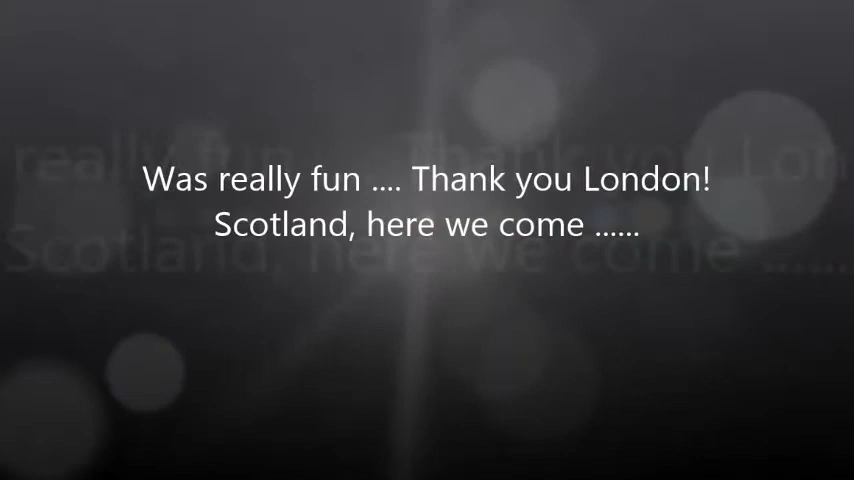 Was really fun .... Thank you London!
Scotland, here we come ......